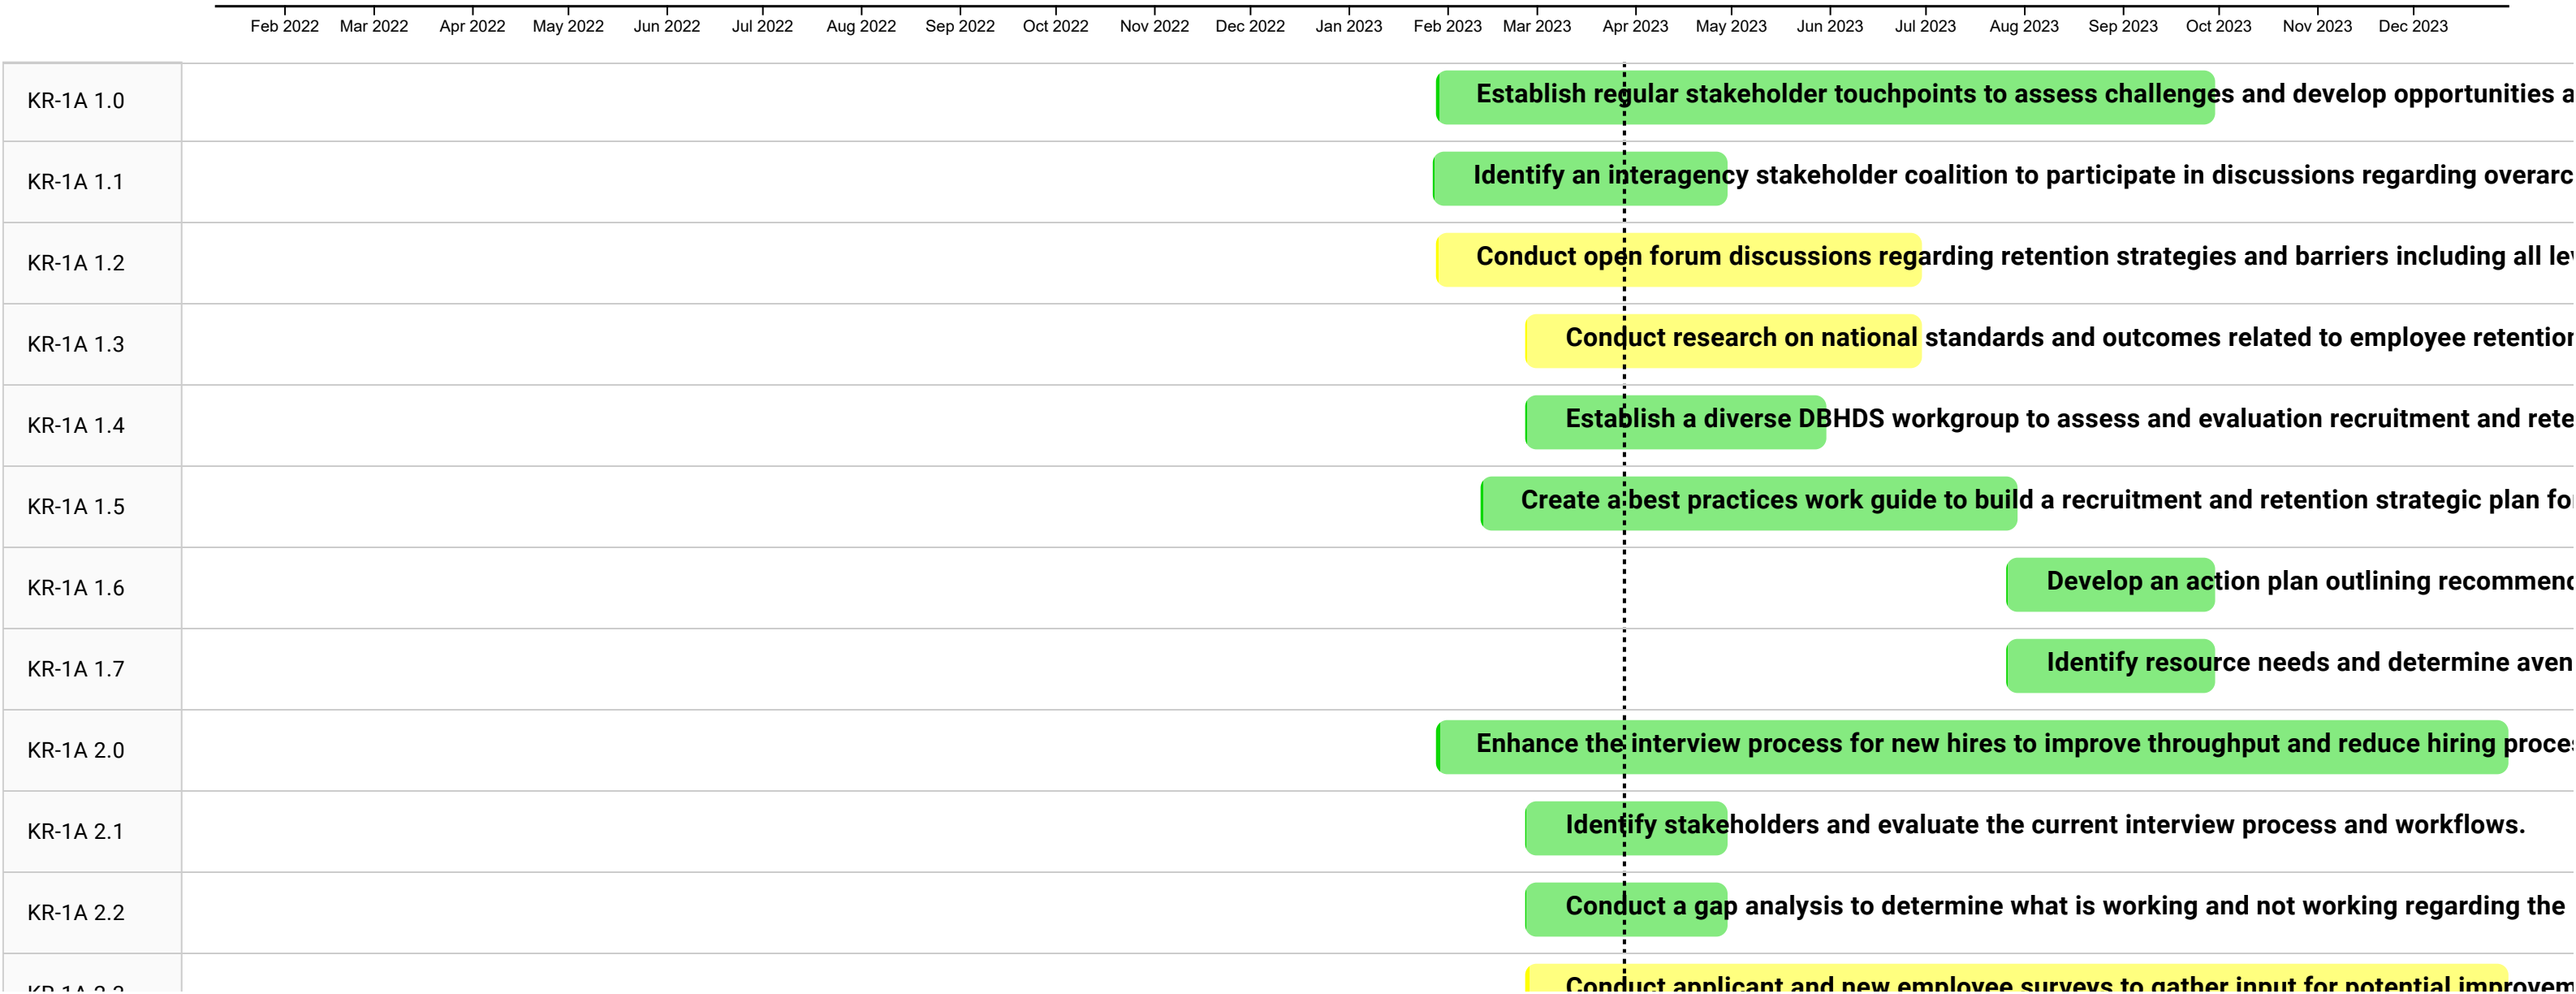 Feb 2022 Mar 2022 Apr 2022 May 2022 Jun 2022 Jul 2022 Aug 2022 Sep 2022 Oct 2022 Nov 2022 Dec 2022 Jan 2023 Feb 2023 Mar 2023 Apr 2023 May 2023 Jun 2023 Jul 2023 Aug 2023 Sep 2023 Oct 2023 Nov 2023 Dec 2023
KR-1A 1.0 Establish regular stakeholder touchpoints to assess challenges and develop opportunities a
KR-1A 1.1 Identify an interagency stakeholder coalition to participate in discussions regarding overarc
KR-1A 1.2 Conduct open forum discussions regarding retention strategies and barriers including all
KR-1A 1.3 Conduct research on national standards and outcomes related to employee retention
KR-1A 1.4 Establish a diverse DBHDS workgroup to assess and evaluation recruitment and rete
KR-1A 1.5 Create a best practices work guide to build a recruitment and retention strategic plan
KR-1A 1.6 Develop an action plan outlining recommend
KR-1A 1.7 Identify resource needs and determine aven
KR-1A 2.0 Enhance the interview process for new hires to improve throughput and reduce hiring proce
KR-1A 2.1 Identify stakeholders and evaluate the current interview process and workflows.
KR-1A 2.2 Conduct a gap analysis to determine what is working and not working regarding the
Conduct applicant and new employee surveys to gather input for potential improvem